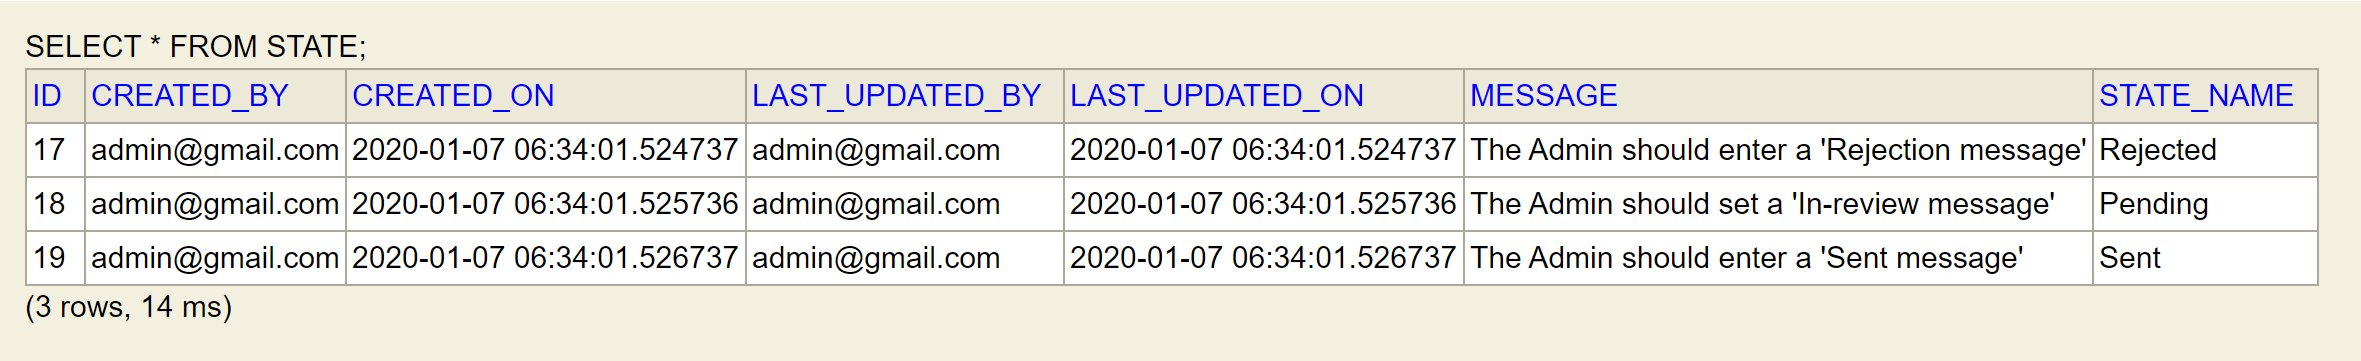 SELECT * FROM STATE;
ID CREATED_BY CREATED_ON LAST_UPDATED_BY LAST_UPDATED_ON MESSAGE STATE_NAME
17 admin@gmail.com 2020-01-07 06:34:01.524737 admin@gmail.com 2020-01-07 06:34:01.524737 The Admin should enter a 'Rejection message' Rejected
18 admin@gmail.com 2020-01-07 06:34:01.525736 admin@gmail.com 2020-01-07 06:34:01.525736 The Admin should set a 'In-review message' Pending
19 admin@gmail.com 2020-01-07 06:34:01.526737 admin@gmail.com 2020-01-07 06:34:01.526737 The Admin should enter a 'Sent message' Sent
(3 rows, 14 ms)